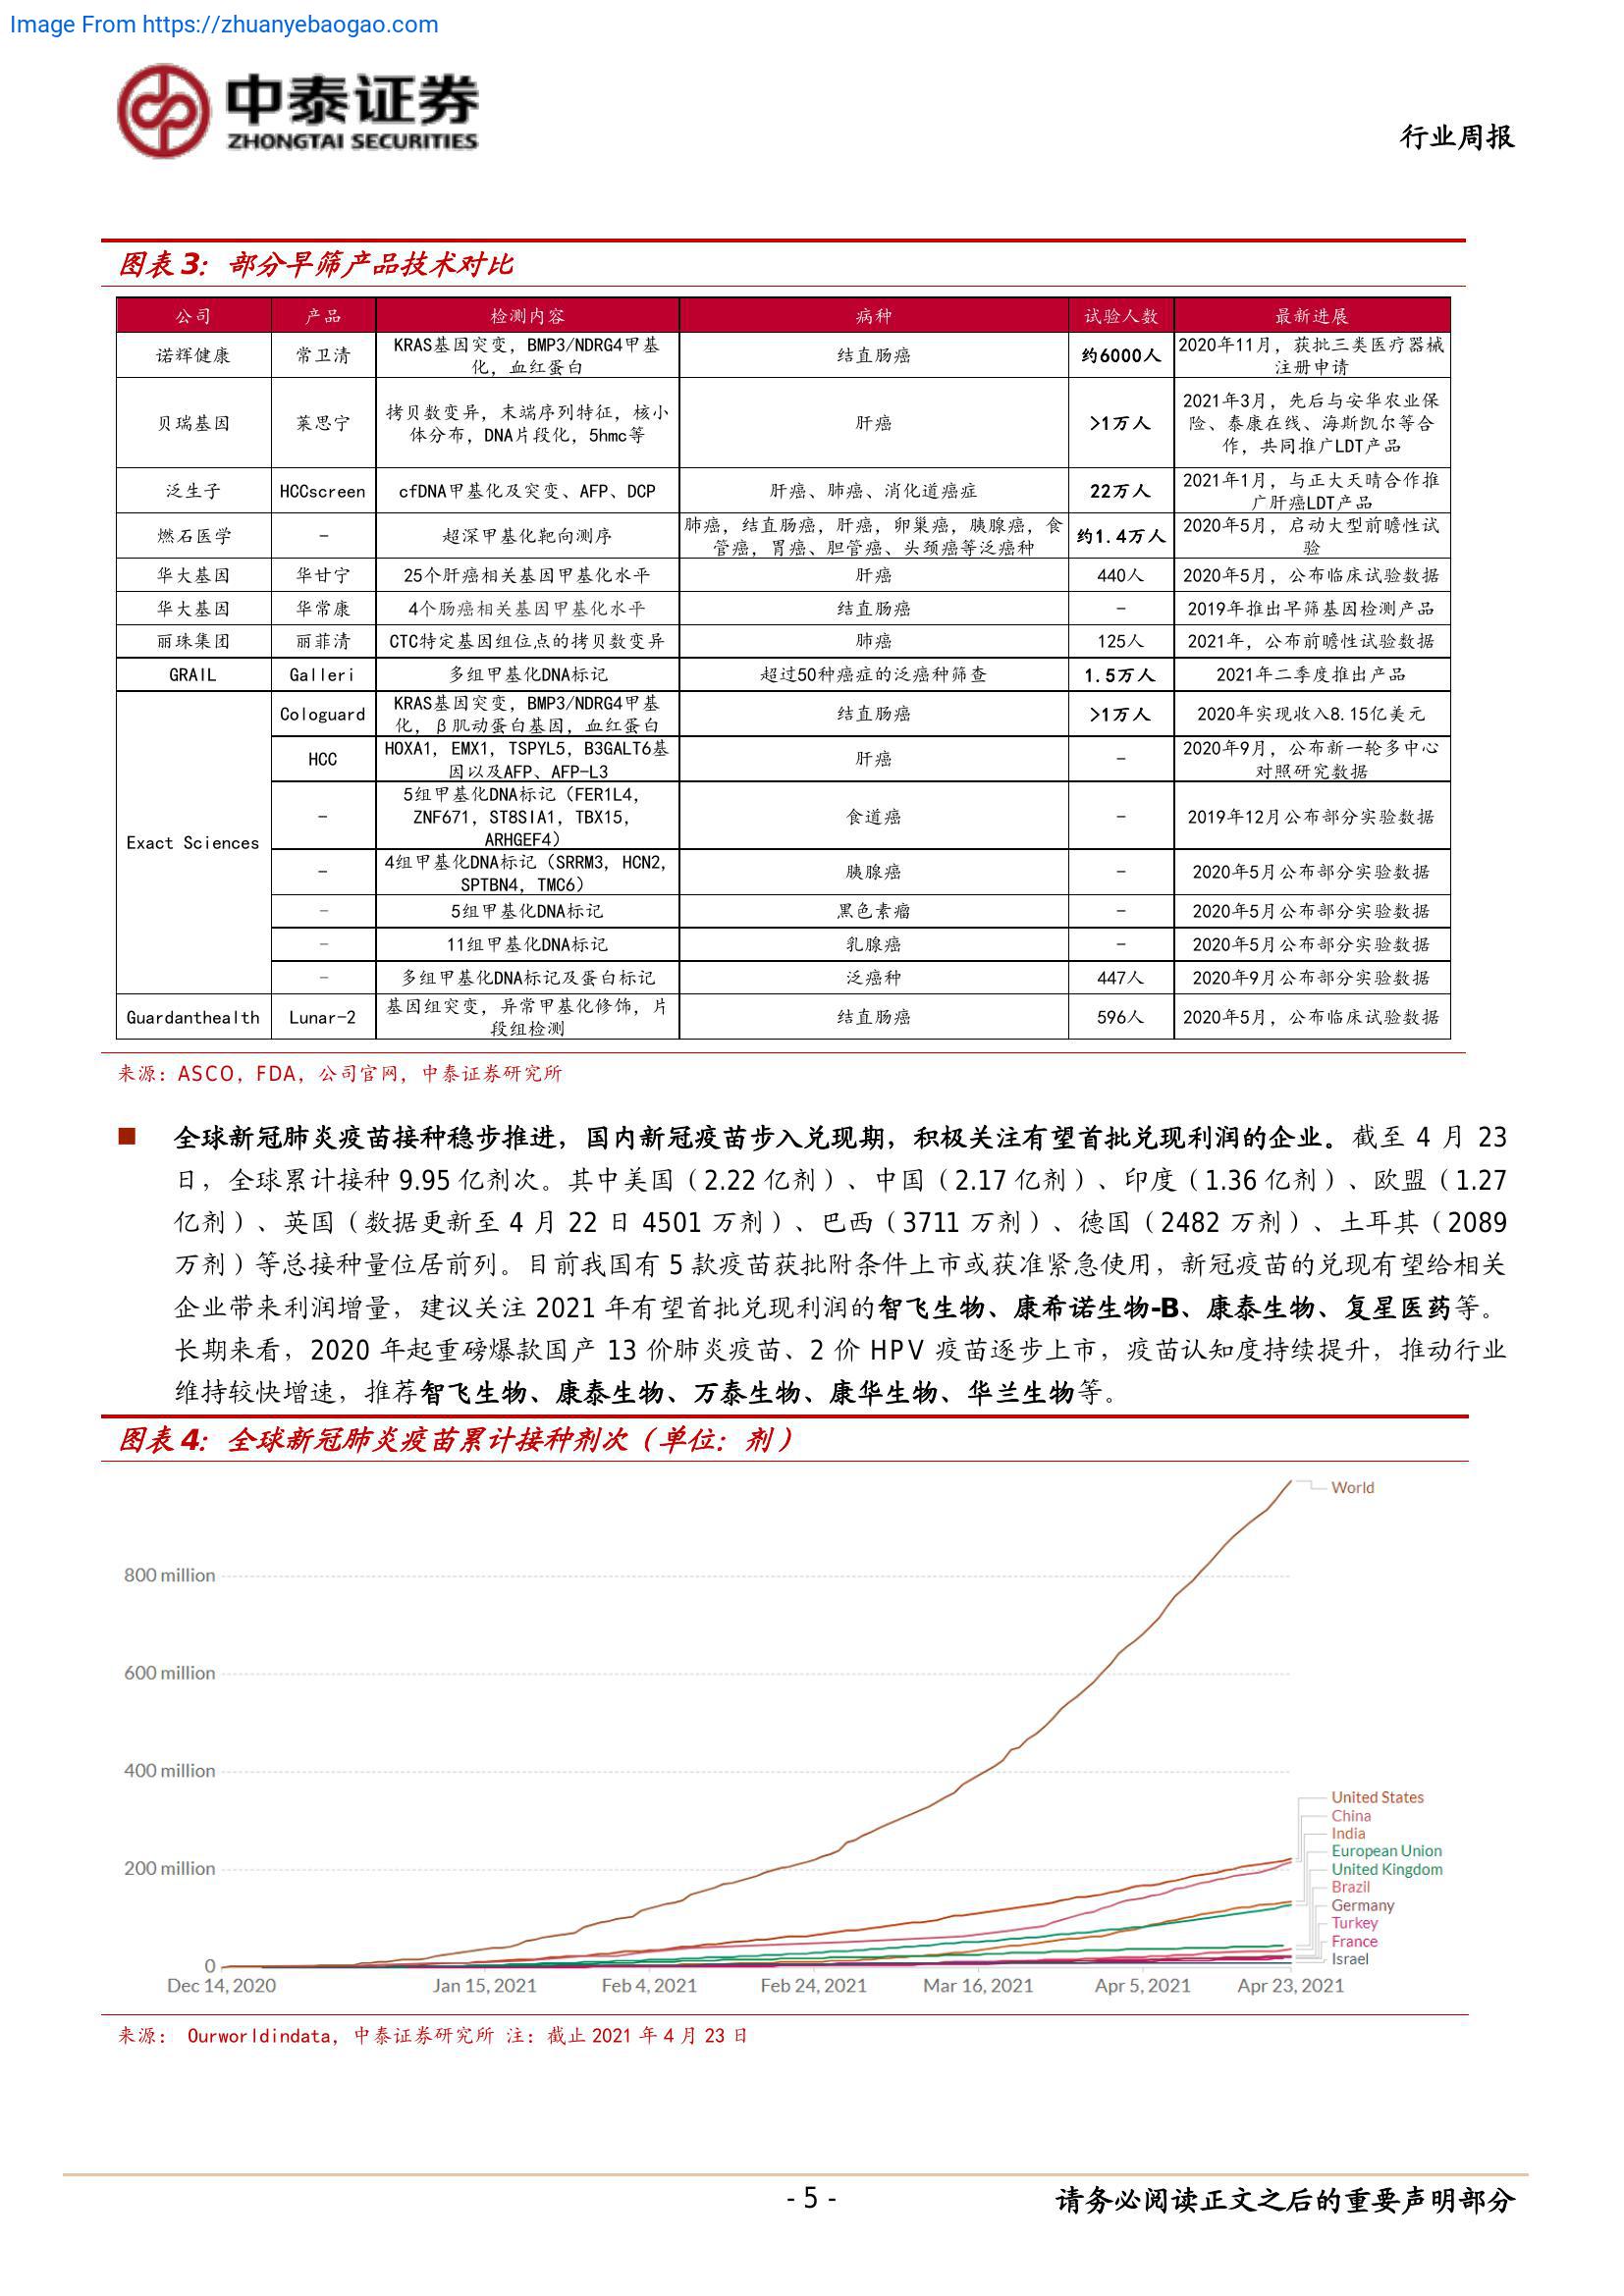 Image From https://zhuanyebaogao.com
中泰证券
ZHONGTAI SECURITIES
行业周报
图表 3：部分早筛产品技术对比
公司 产品 检测内容 病种 试验人数 最新进展
诺辉健康 常卫清 KRAS基因突变，BMP3/NDRG4甲基化，血红蛋白 结直肠癌 约6000人 2020年11月，获批三类医疗器械注册申请
贝瑞基因 莱思宁 拷贝数变异，末端序列特征，核小体分布，DNA片段化，5hmc等 肝癌 >1万人 2021年3月，先后与安华农业保险、泰康在线、海斯凯尔等合作，共同推广LDT产品
泛生子 HCCscreen cfDNA甲基化及突变、AFP、DCP 肝癌、肺癌、消化道癌症 22万人 2021年1月，与正大天晴合作推广肝癌LDT产品
燃石医学 - 超深甲基化靶向测序 肺癌，结直肠癌，肝癌，卵巢癌，胰腺癌，食管癌，胃癌、胆管癌、头颈癌等泛癌种 约1.4万人 2020年5月，启动大型前瞻性试验
华大基因 华甘宁 25个肝癌相关基因甲基化水平 肝癌 440人 2020年5月，公布临床试验数据
华大基因 华常康 4个肠癌相关基因甲基化水平 结直肠癌 - 2019年推出早筛基因检测产品
丽珠集团 丽菲清 CTC特定基因组位点的拷贝数变异 肺癌 125人 2021年，公布前瞻性试验数据
GRAIL Galleri 多组甲基化DNA标记 超过50种癌症的泛癌种筛查 1.5万人 2021年二季度推出产品
Exact Sciences Cologuard KRAS基因突变，BMP3/NDRG4甲基化，β肌动蛋白基因，血红蛋白 结直肠癌 >1万人 2020年实现收入8.15亿美元
HCC HOXA1, EMX1, TSPYL5, B3GALT6基因以及AFP、AFP-L3 肝癌 - 2020年9月，公布新一轮多中心对照研究数据
- 5组甲基化DNA标记（FER1L4, ZNF671, ST8SIA1, TBX15, ARHGEF4） 食道癌 - 2019年12月公布部分实验数据
- 4组甲基化DNA标记（SRRM3, HCN2, SPTBN4, TMC6） 胰腺癌 - 2020年5月公布部分实验数据
- 5组甲基化DNA标记 黑色素瘤 - 2020年5月公布部分实验数据
- 11组甲基化DNA标记 乳腺癌 - 2020年5月公布部分实验数据
- 多组甲基化DNA标记及蛋白标记 泛癌种 447人 2020年9月公布部分实验数据
Guardanthealth Lunar-2 基因组突变，异常甲基化修饰，片段组检测 结直肠癌 596人 2020年5月，公布临床试验数据
来源：ASCO，FDA，公司官网，中泰证券研究所
全球新冠肺炎疫苗接种稳步推进，国内新冠疫苗步入兑现期，积极关注有望首批兑现利润的企业。截至 4 月 23
日，全球累计接种 9.95 亿剂次。其中美国（2.22 亿剂）、中国（2.17 亿剂）、印度（1.36 亿剂）、欧盟（1.27
亿剂）、英国（数据更新至 4 月 22 日 4501 万剂）、巴西（3711 万剂）、德国（2482 万剂）、土耳其（2089
万剂）等总接种量位居前列。目前我国有 5 款疫苗获批附条件上市或获准紧急使用，新冠疫苗的兑现有望给相关
企业带来利润增量，建议关注 2021 年有望首批兑现利润的智飞生物、康希诺生物-B、康泰生物、复星医药等。
长期来看，2020 年起重磅爆款国产 13 价肺炎疫苗、2 价 HPV 疫苗逐步上市，疫苗认知度持续提升，推动行业
维持较快增速，推荐智飞生物、康泰生物、万泰生物、康华生物、华兰生物等。
图表 4：全球新冠肺炎疫苗累计接种剂次（单位：剂）
World
800 million
600 million
400 million
200 million
0
United States
China
India
European Union
United Kingdom
Brazil
Germany
Turkey
France
Israel
Dec 14, 2020 Jan 15, 2021 Feb 4, 2021 Feb 24, 2021 Mar 16, 2021 Apr 5, 2021 Apr 23, 2021
来源： Ourworldindata，中泰证券研究所 注：截止 2021 年 4 月 23 日
- 5 -
请务必阅读正文之后的重要声明部分